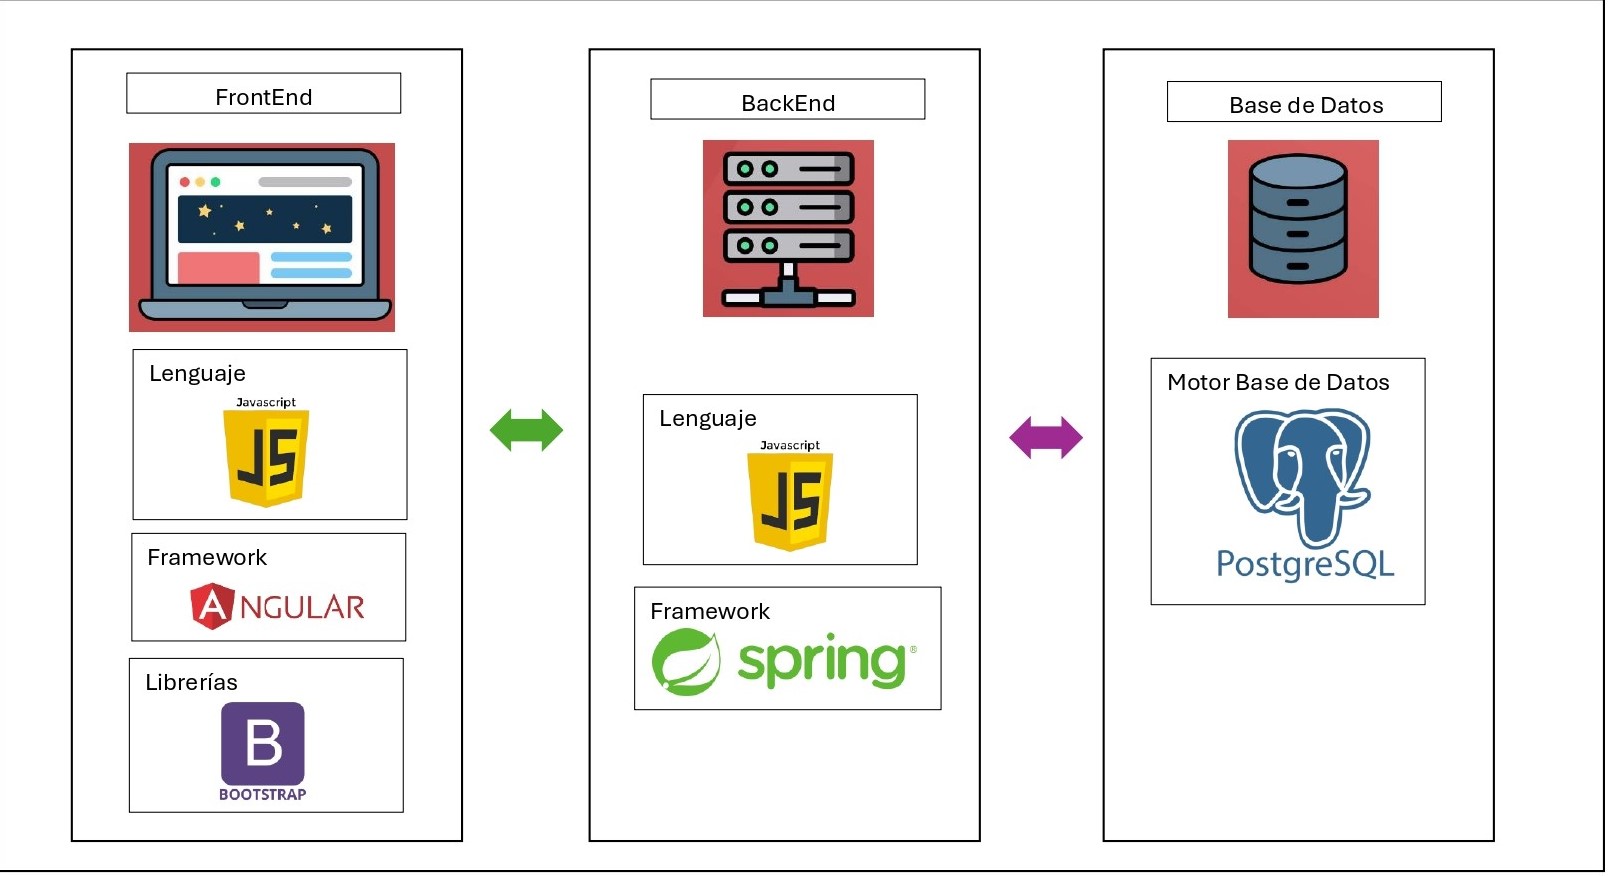 FrontEnd
Lenguaje
Javascript
JS
Framework
ANGULAR
Librerías
B
BOOTSTRAP
BackEnd
Lenguaje
Javascript
JS
Framework
spring®
Base de Datos
Motor Base de Datos
PostgreSQL